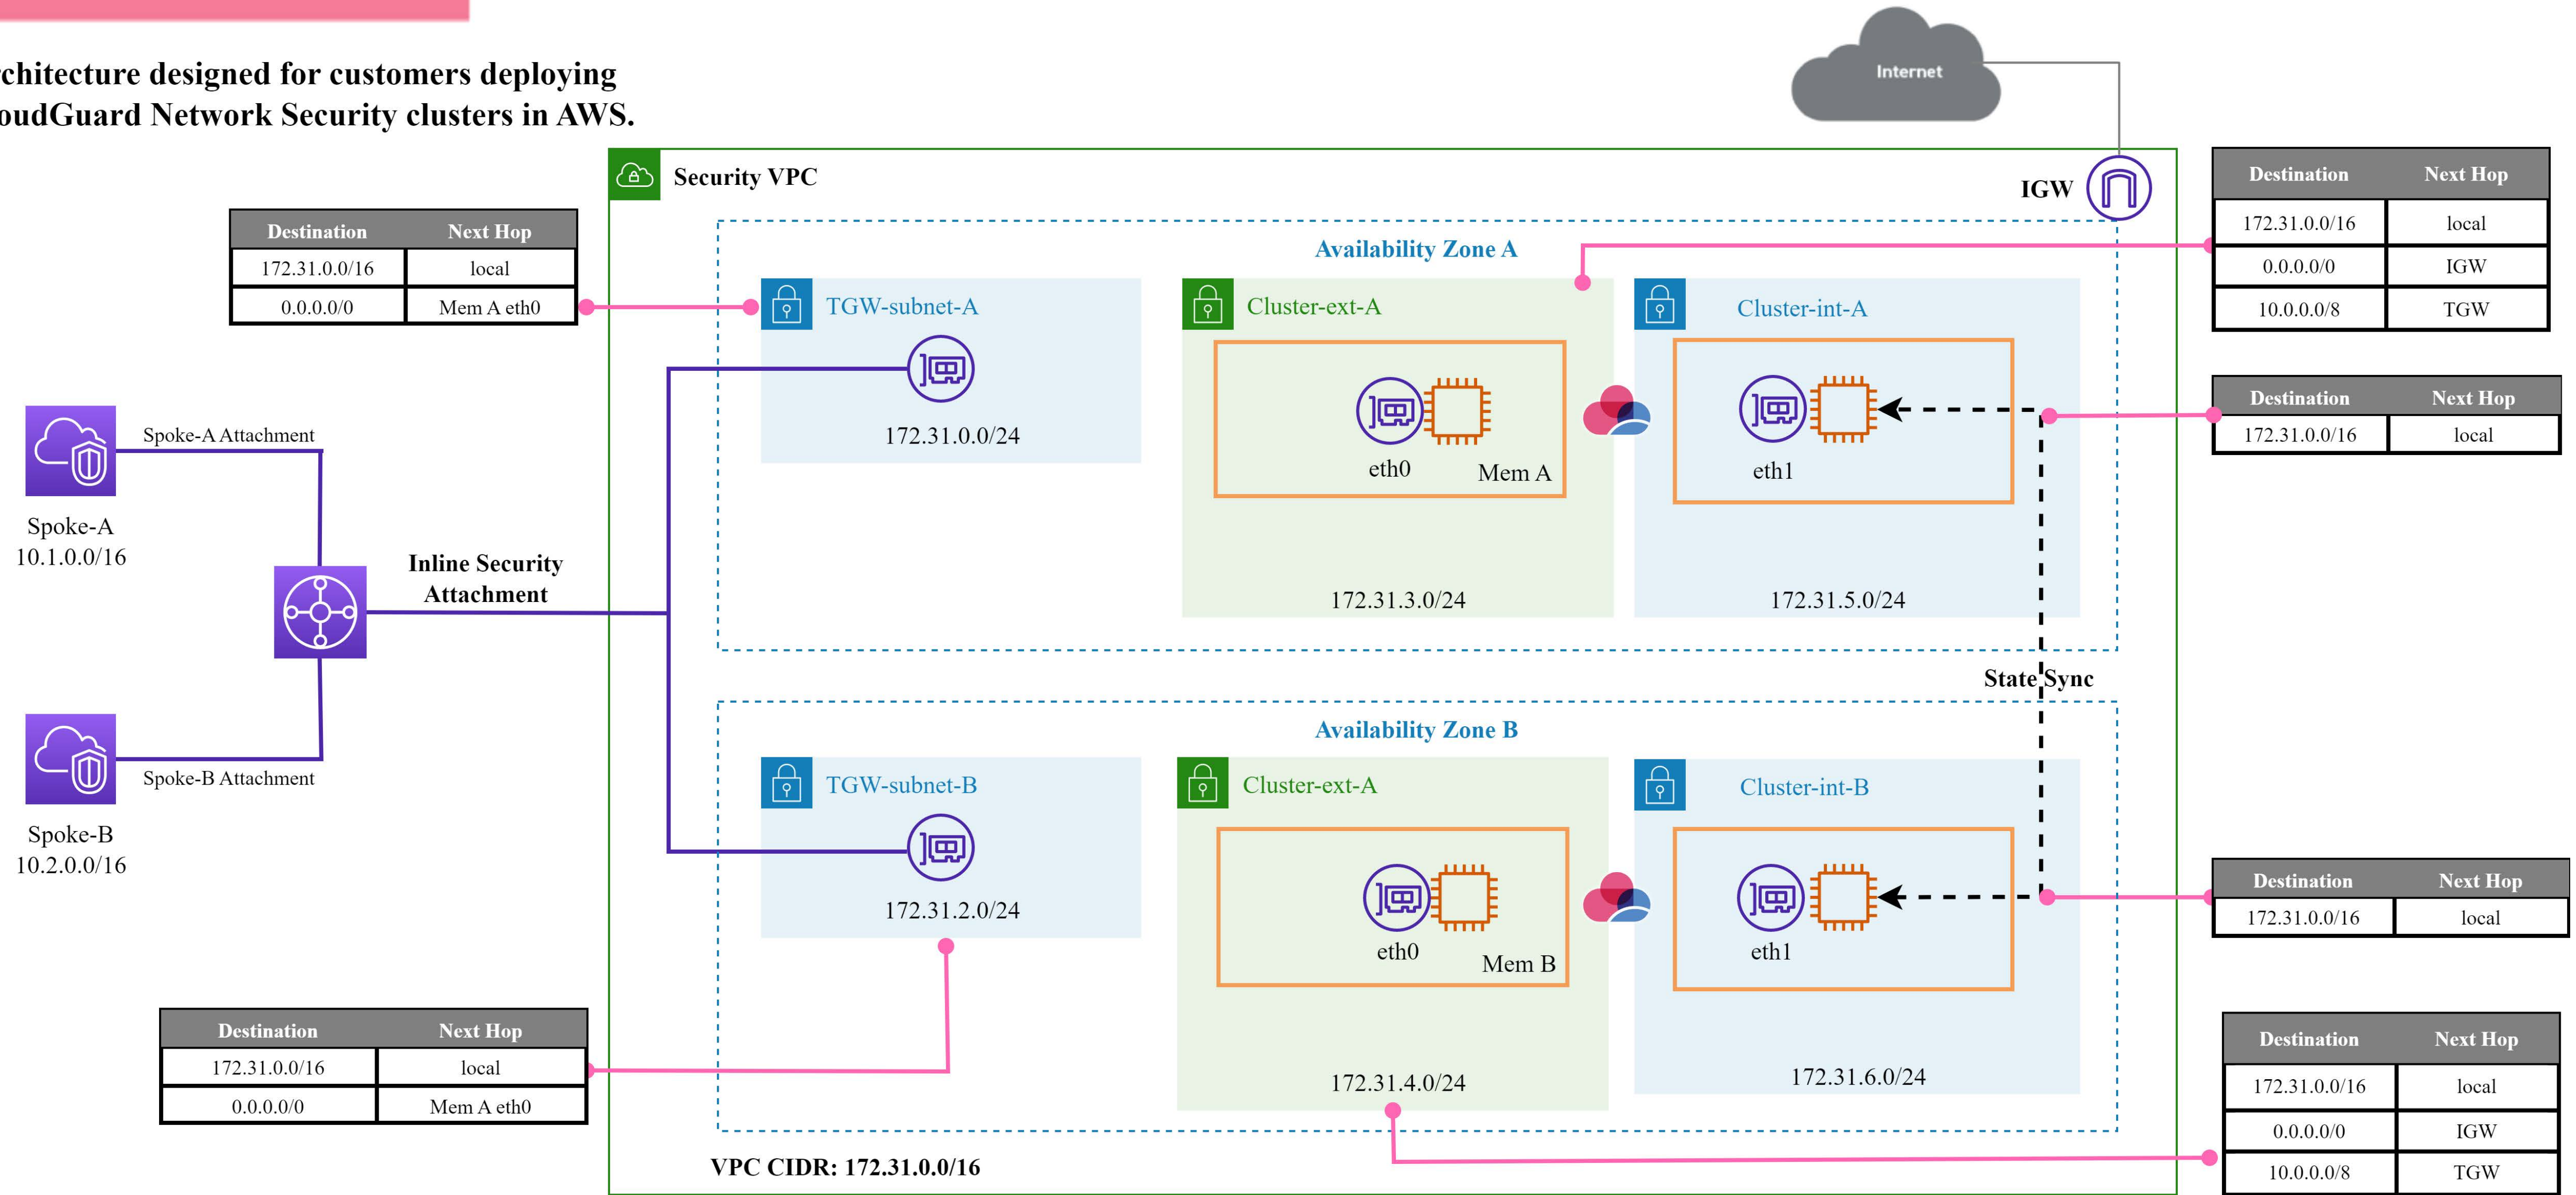 chitecture designed for customers deploying
oudGuard Network Security clusters in AWS.
Internet
Security VPC
IGW
Destination Next Hop
172.31.0.0/16 local
0.0.0.0/0 IGW
10.0.0.0/8 TGW
Destination Next Hop
172.31.0.0/16 local
0.0.0.0/0 Mem A eth0
Availability Zone A
TGW-subnet-A
172.31.0.0/24
Cluster-ext-A
eth0
Mem A
172.31.3.0/24
Cluster-int-A
eth1
172.31.5.0/24
Destination Next Hop
172.31.0.0/16 local
Spoke-A Attachment
Spoke-A
10.1.0.0/16
Inline Security
Attachment
Spoke-B Attachment
Spoke-B
10.2.0.0/16
State Sync
Availability Zone B
TGW-subnet-B
172.31.2.0/24
Cluster-ext-A
eth0
Mem B
172.31.4.0/24
Cluster-int-B
eth1
172.31.6.0/24
Destination Next Hop
172.31.0.0/16 local
Destination Next Hop
172.31.0.0/16 local
0.0.0.0/0 Mem A eth0
Destination Next Hop
172.31.0.0/16 local
0.0.0.0/0 IGW
10.0.0.0/8 TGW
VPC CIDR: 172.31.0.0/16